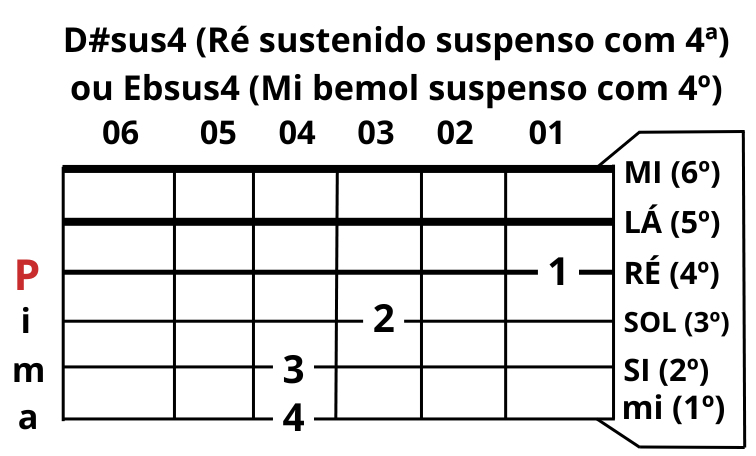 D#sus4 (Ré sustenido suspenso com 4ª)
ou Ebsus4 (Mi bemol suspenso com 4º)
06 05 04 03 02 01
MI (6º)
LÁ (5º)
P 1 RÉ (4º)
i 2 SOL (3º)
m 3 SI (2º)
a 4 mi (1º)